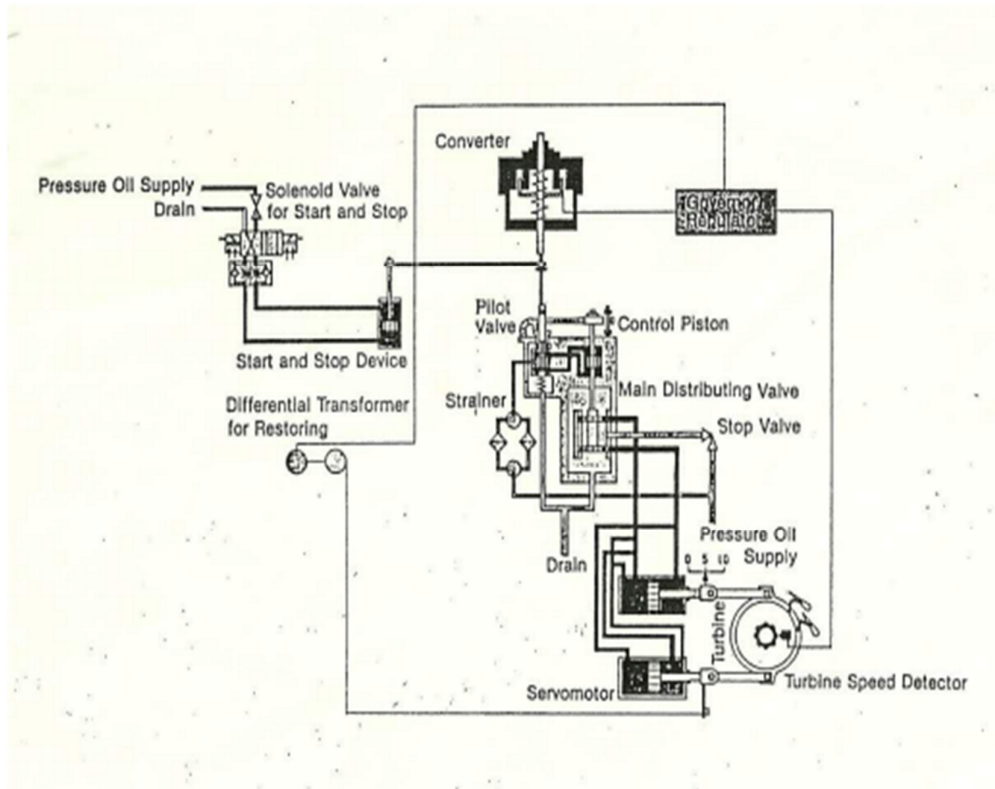 Converter
Pressure Oil Supply
Drain
Solenoid Valve
for Start and Stop
Governor
Regulator
Pilot
Valve
Control Piston
Start and Stop Device
Main Distributing Valve
Differential Transformer
for Restoring
Strainer
Stop Valve
Pressure Oil
Supply
Drain
0 5 10
Turbine
Servomotor
Turbine Speed Detector